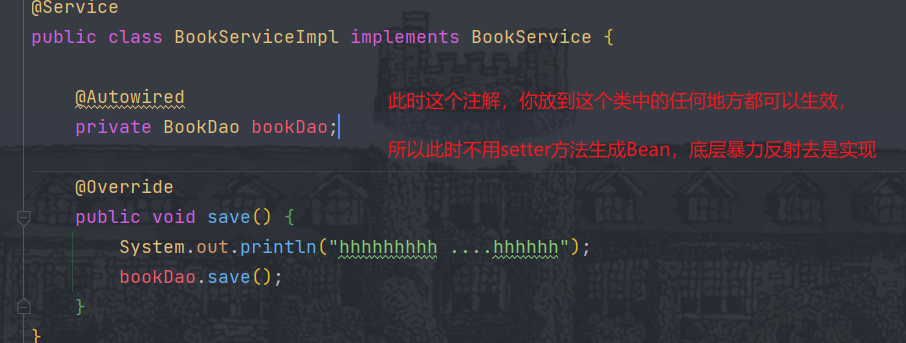 @Service
public class BookServiceImpl implements BookService {
@Autowired
此时这个注解，你放到这个类中的任何地方都可以生效，
private BookDao bookDao;
所以此时不用setter方法生成Bean，底层暴力反射去是实现
@Override
public void save() {
System.out.println("hhhhhhhhh ....hhhhhh");
bookDao.save();
}
}